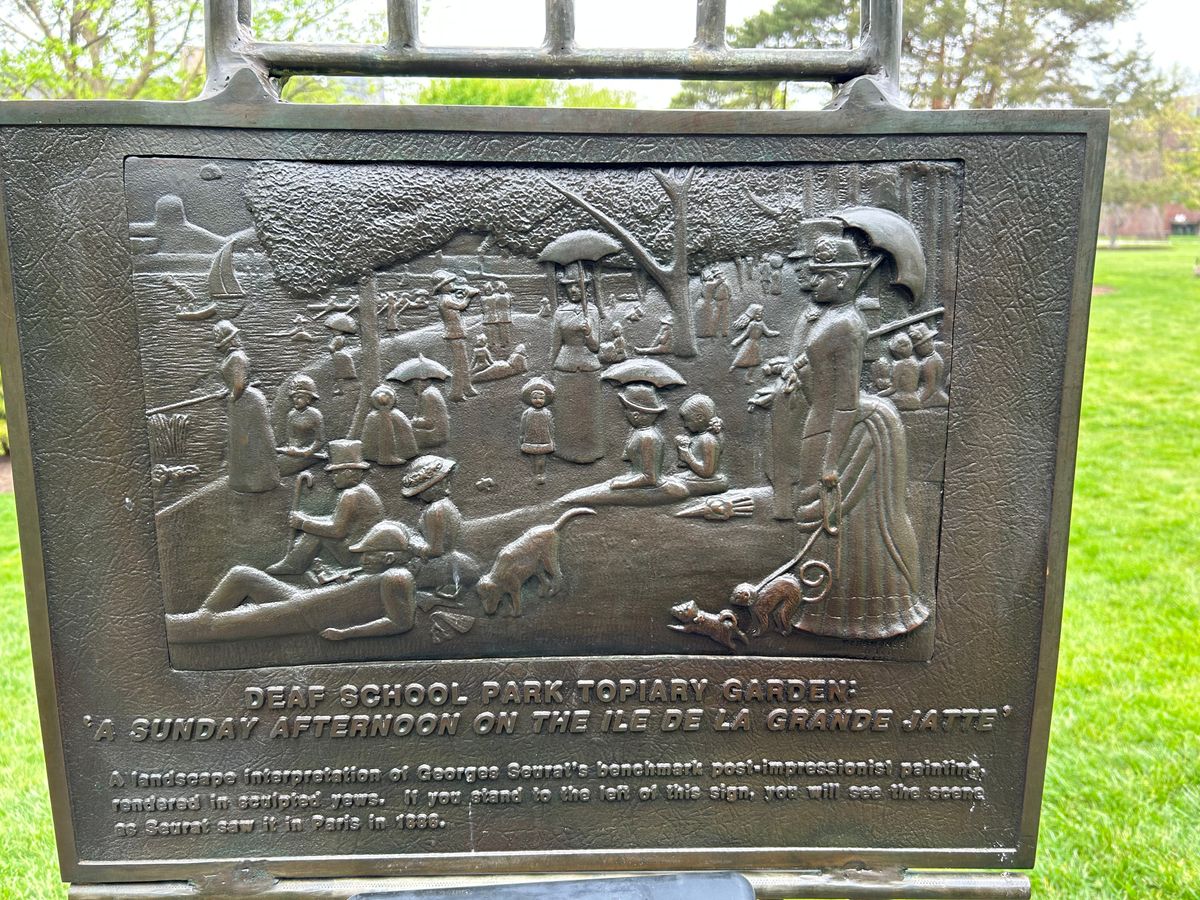 DEAF SCHOOL PARK TOPIARY GARDEN:
'A SUNDAY AFTERNOON ON THE ILE DE LA GRANDE JATTE'
A landscape interpretation of Georges Seurat's benchmark post-impressionist painting,
rendered in sculpted yews. If you stand to the left of this sign, you will see the scene
as Seurat saw it in Paris in 1886.